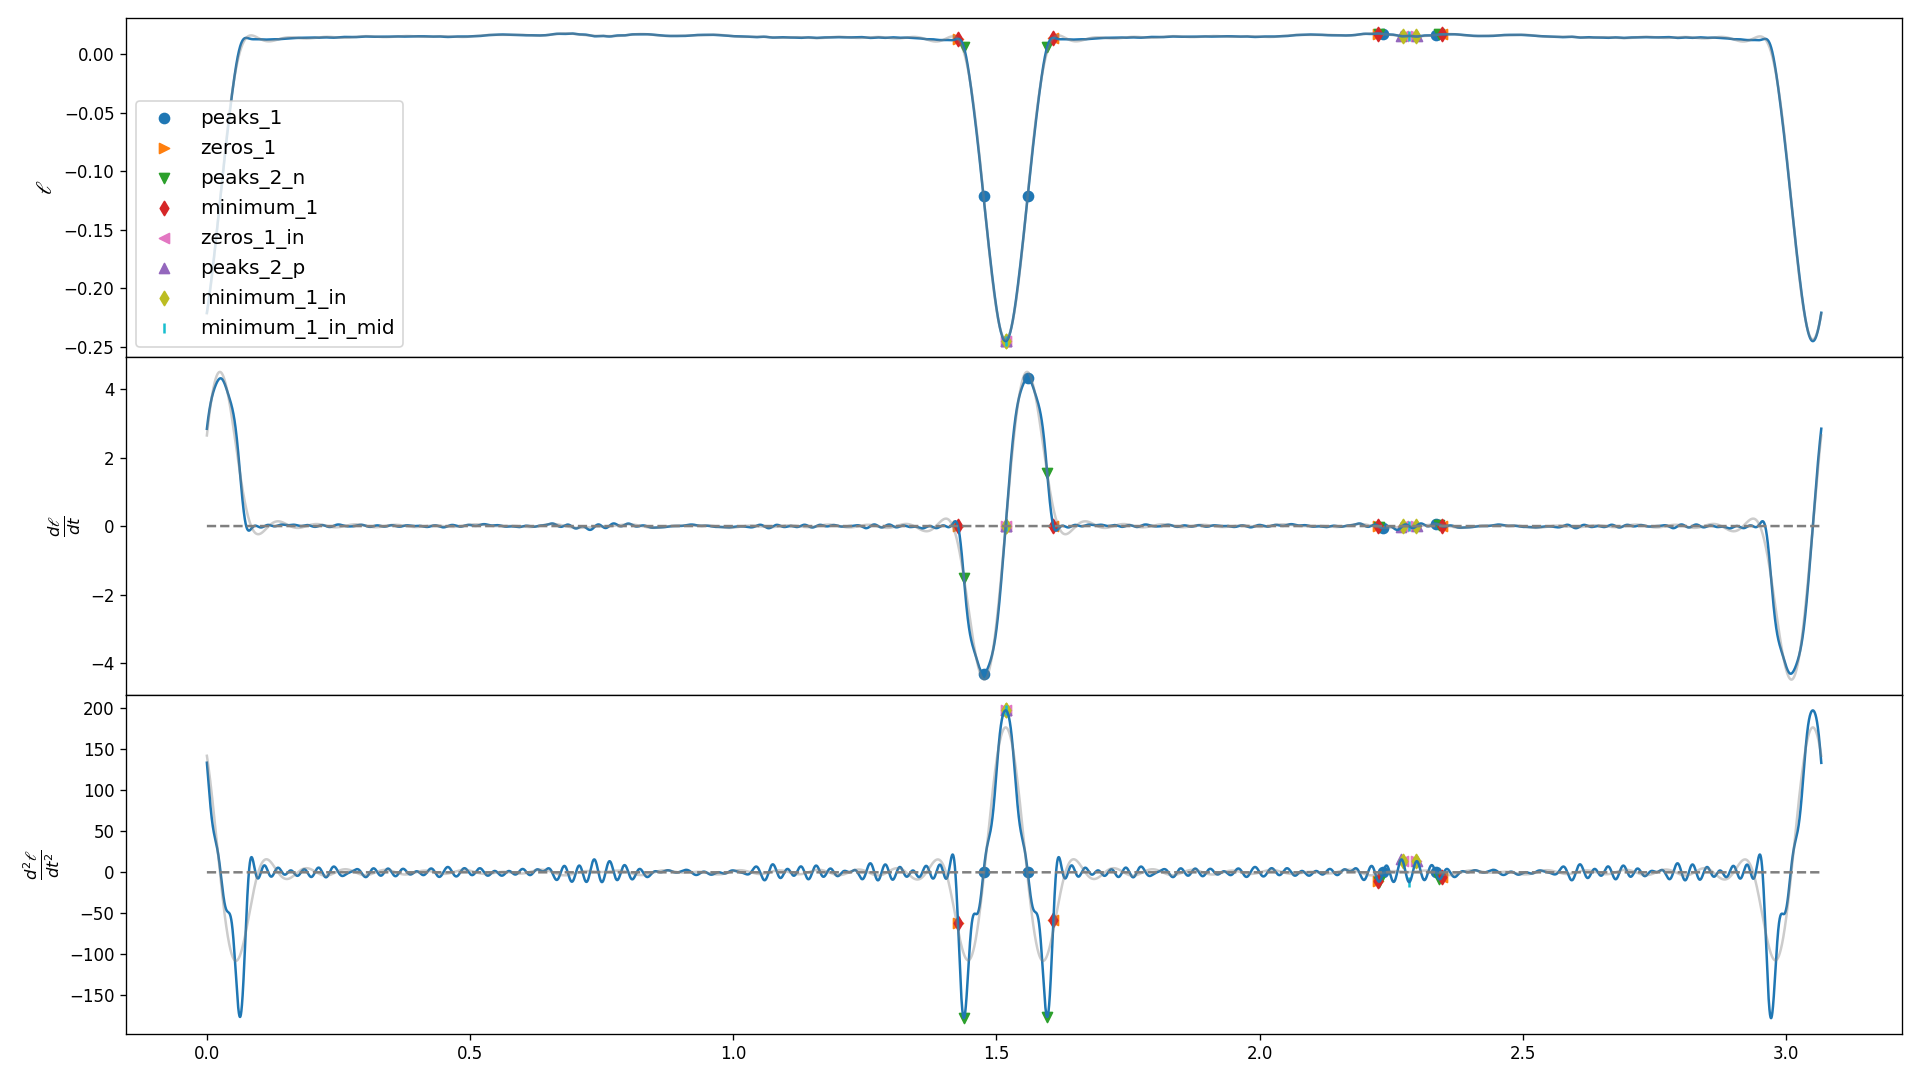 0.00
−0.05
−0.10
−0.15
−0.20
−0.25
ℓ
peaks_1
zeros_1
peaks_2_n
minimum_1
zeros_1_in
peaks_2_p
minimum_1_in
minimum_1_in_mid
4
2
0
−2
−4
dℓ
dt
200
150
100
50
0
−50
−100
−150
d²ℓ
dt²
0.0 0.5 1.0 1.5 2.0 2.5 3.0